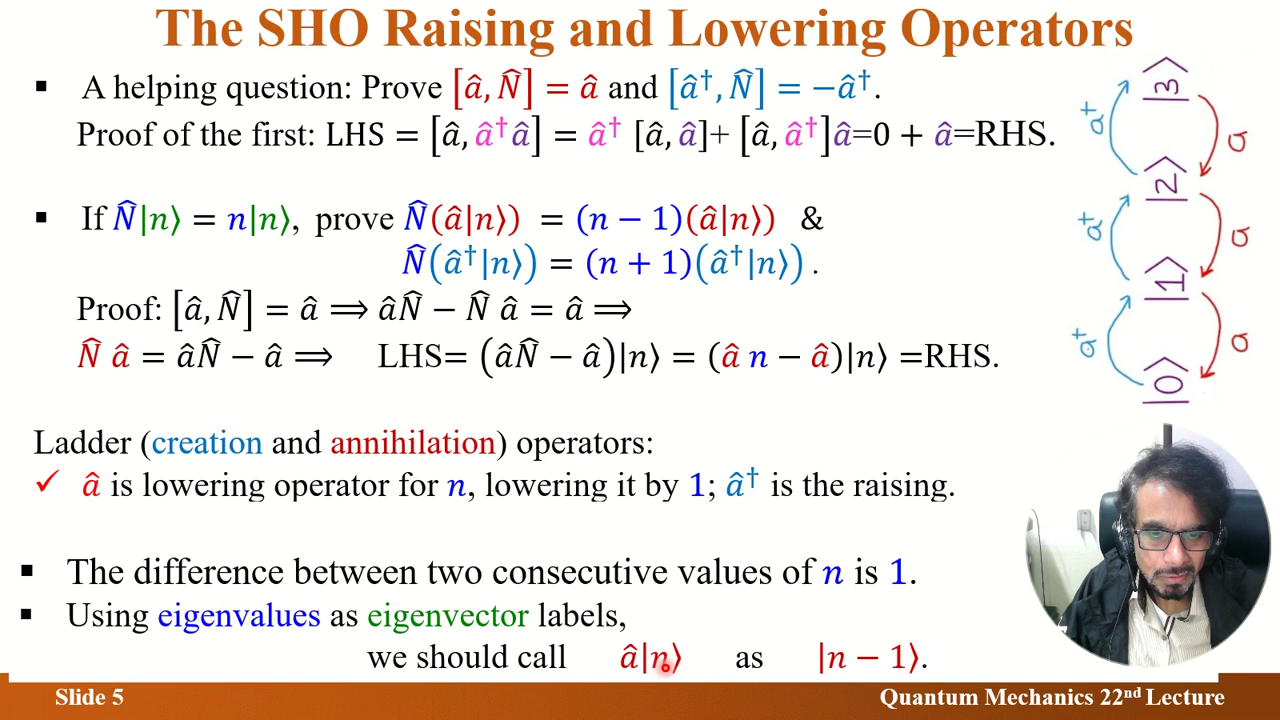 The SHO Raising and Lowering Operators
▪ A helping question: Prove [â, N̂] = â and [â†, N̂] = −â†.
Proof of the first: LHS = [â, â†â] = â† [â, â]+ [â, â†]â=0 + â=RHS.
▪ If N̂|n⟩ = n|n⟩, prove N̂(â|n⟩) = (n − 1)(â|n⟩) &
N̂(â†|n⟩) = (n + 1)(â†|n⟩) .
Proof: [â, N̂] = â ⟹ âN̂ − N̂ â = â ⟹
N̂ â = âN̂ − â ⟹ LHS= (âN̂ − â)|n⟩ = (â n − â)|n⟩ =RHS.
Ladder (creation and annihilation) operators:
✓ â is lowering operator for n, lowering it by 1; â† is the raising.
▪ The difference between two consecutive values of n is 1.
▪ Using eigenvalues as eigenvector labels,
we should call â|n⟩ as |n − 1⟩.
|3⟩
a† a
|2⟩
a† a
|1⟩
a† a
|0⟩
Slide 5
Quantum Mechanics 22nd Lecture